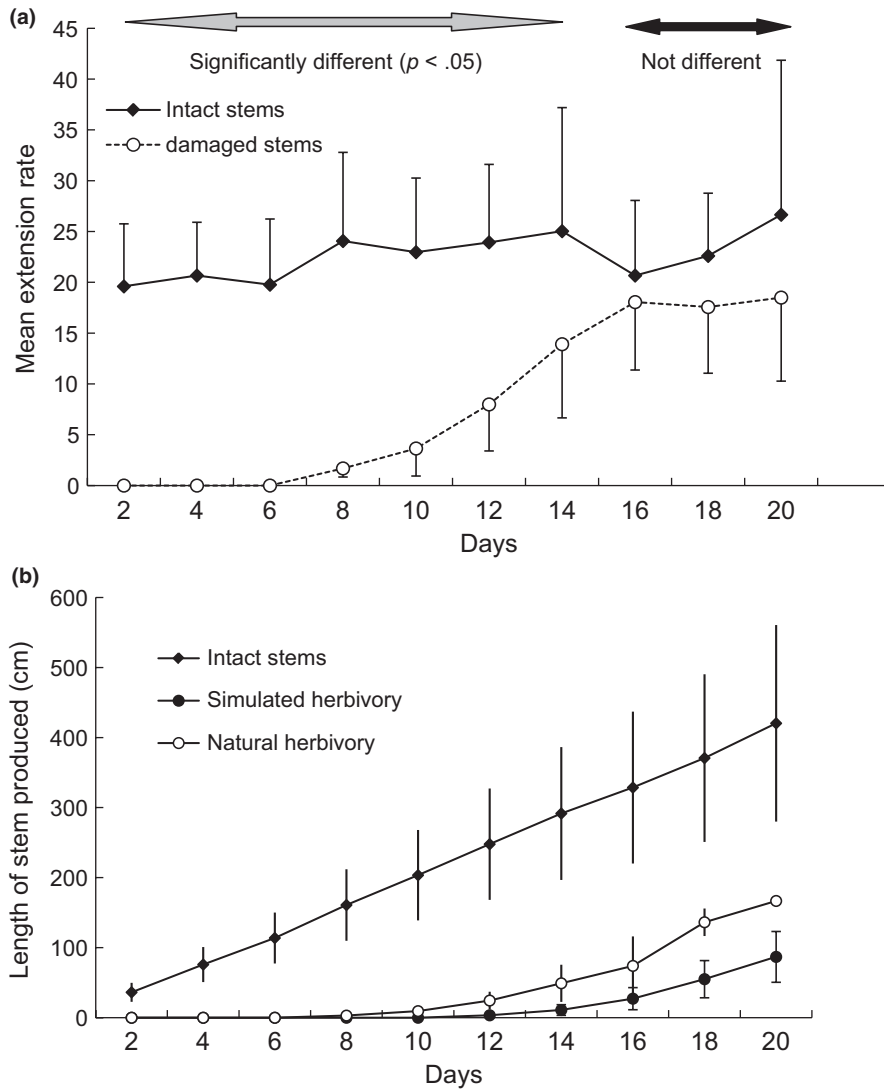 (a)
Significantly different (p < .05)
Not different
Intact stems
damaged stems
Mean extension rate
45
40
35
30
25
20
15
10
5
0
2 4 6 8 10 12 14 16 18 20
Days
(b)
Length of stem produced (cm)
600
500
400
300
200
100
0
Intact stems
Simulated herbivory
Natural herbivory
2 4 6 8 10 12 14 16 18 20
Days